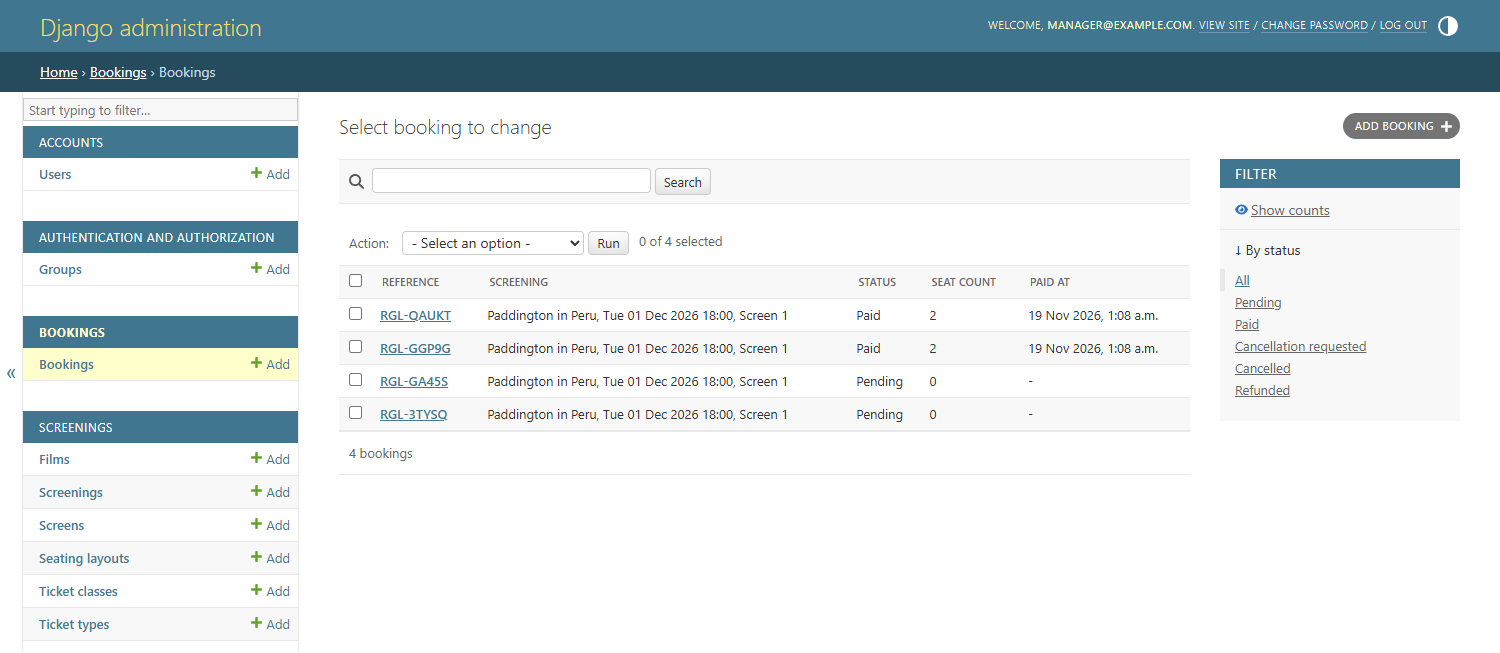 Django administration
WELCOME, MANAGER@EXAMPLE.COM. VIEW SITE / CHANGE PASSWORD / LOG OUT
Home › Bookings › Bookings
Start typing to filter...
ACCOUNTS
Users + Add
AUTHENTICATION AND AUTHORIZATION
Groups + Add
BOOKINGS
Bookings + Add
SCREENINGS
Films + Add
Screenings + Add
Screens + Add
Seating layouts + Add
Ticket classes + Add
Ticket types + Add
«
Select booking to change
ADD BOOKING +
Search
Action: - Select an option - Run 0 of 4 selected
REFERENCE SCREENING STATUS SEAT COUNT PAID AT
RGL-QAUKT Paddington in Peru, Tue 01 Dec 2026 18:00, Screen 1 Paid 2 19 Nov 2026, 1:08 a.m.
RGL-GGP9G Paddington in Peru, Tue 01 Dec 2026 18:00, Screen 1 Paid 2 19 Nov 2026, 1:08 a.m.
RGL-GA45S Paddington in Peru, Tue 01 Dec 2026 18:00, Screen 1 Pending 0 -
RGL-3TYSQ Paddington in Peru, Tue 01 Dec 2026 18:00, Screen 1 Pending 0 -
4 bookings
FILTER
Show counts
↓ By status
All
Pending
Paid
Cancellation requested
Cancelled
Refunded